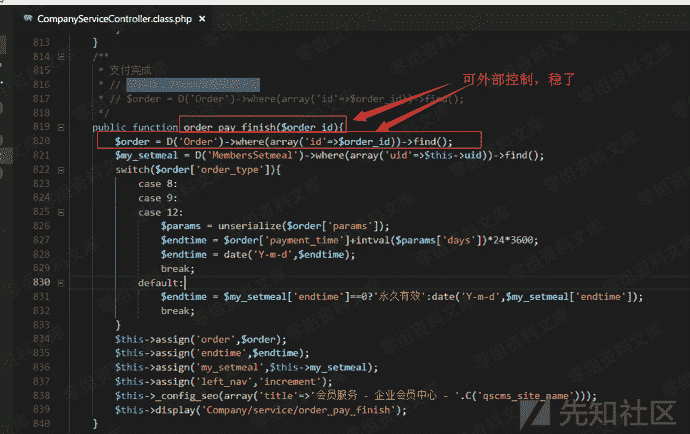 CompanyServiceController.class.php ×
813 }
814 /**
815 * 支付完成
816 * //
817 * // $order = D('Order')->where(array('id'=>$order_id))->find();
818 */
可外部控制，稳了
819 public function order_pay_finish($order_id){
820 $order = D('Order')->where(array('id'=>$order_id))->find();
821 $my_setmeal = D('MembersSetmeal')->where(array('uid'=>$this->uid))->find();
822 switch($order['order_type']){
823 case 8:
824 case 9:
825 case 12:
826 $params = unserialize($order['params']);
827 $endtime = $order['payment_time']+intval($params['days'])*24*3600;
828 $endtime = date('Y-m-d',$endtime);
829 break;
830 default:
831 $endtime = $my_setmeal['endtime']==0?'永久有效':date('Y-m-d',$my_setmeal['endtime']);
832 break;
833 }
834 $this->assign('order',$order);
835 $this->assign('endtime',$endtime);
836 $this->assign('my_setmeal',$this->my_setmeal);
837 $this->assign('left_nav','increment');
838 $this->_config_seo(array('title'=>'会员服务 - 企业会员中心 - '.C('qscms_site_name')));
839 $this->display('Company/service/order_pay_finish');
840 }
先知社区
零组资料文库